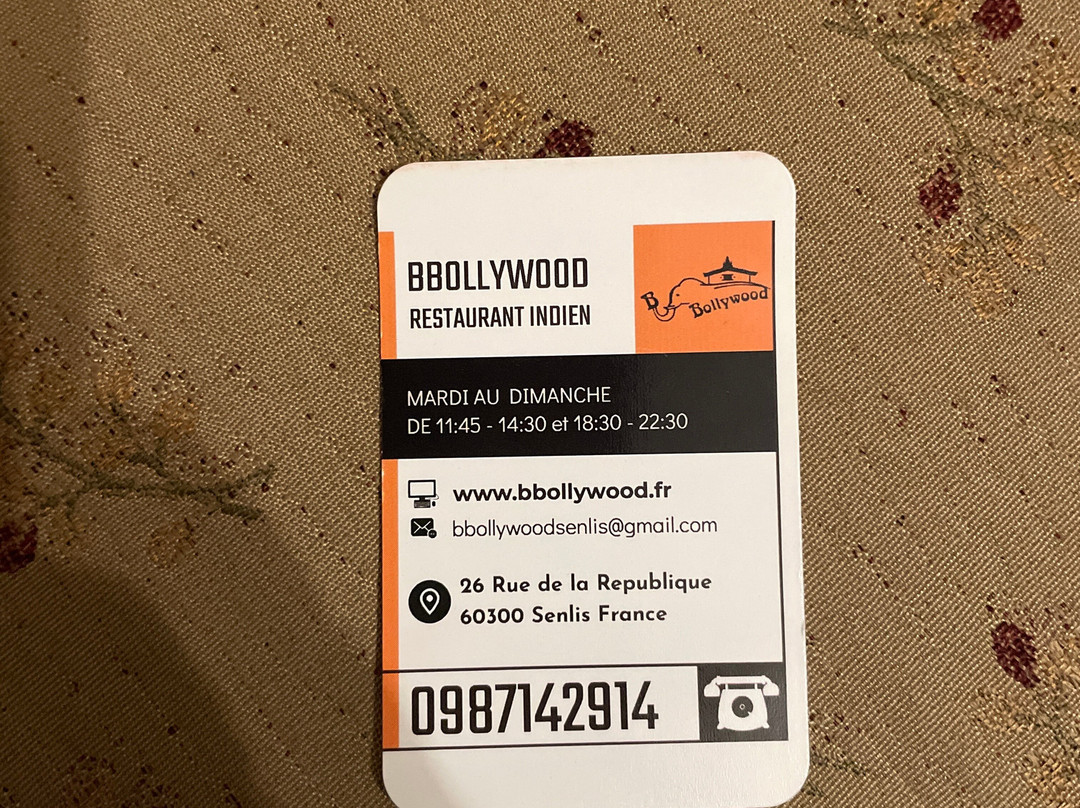 BBOLLYWOOD
RESTAURANT INDIEN
B Bollywood
MARDI AU DIMANCHE
DE 11:45 - 14:30 et 18:30 - 22:30
www.bbollywood.fr
bbollywoodsenlis@gmail.com
26 Rue de la Republique
60300 Senlis France
0987142914